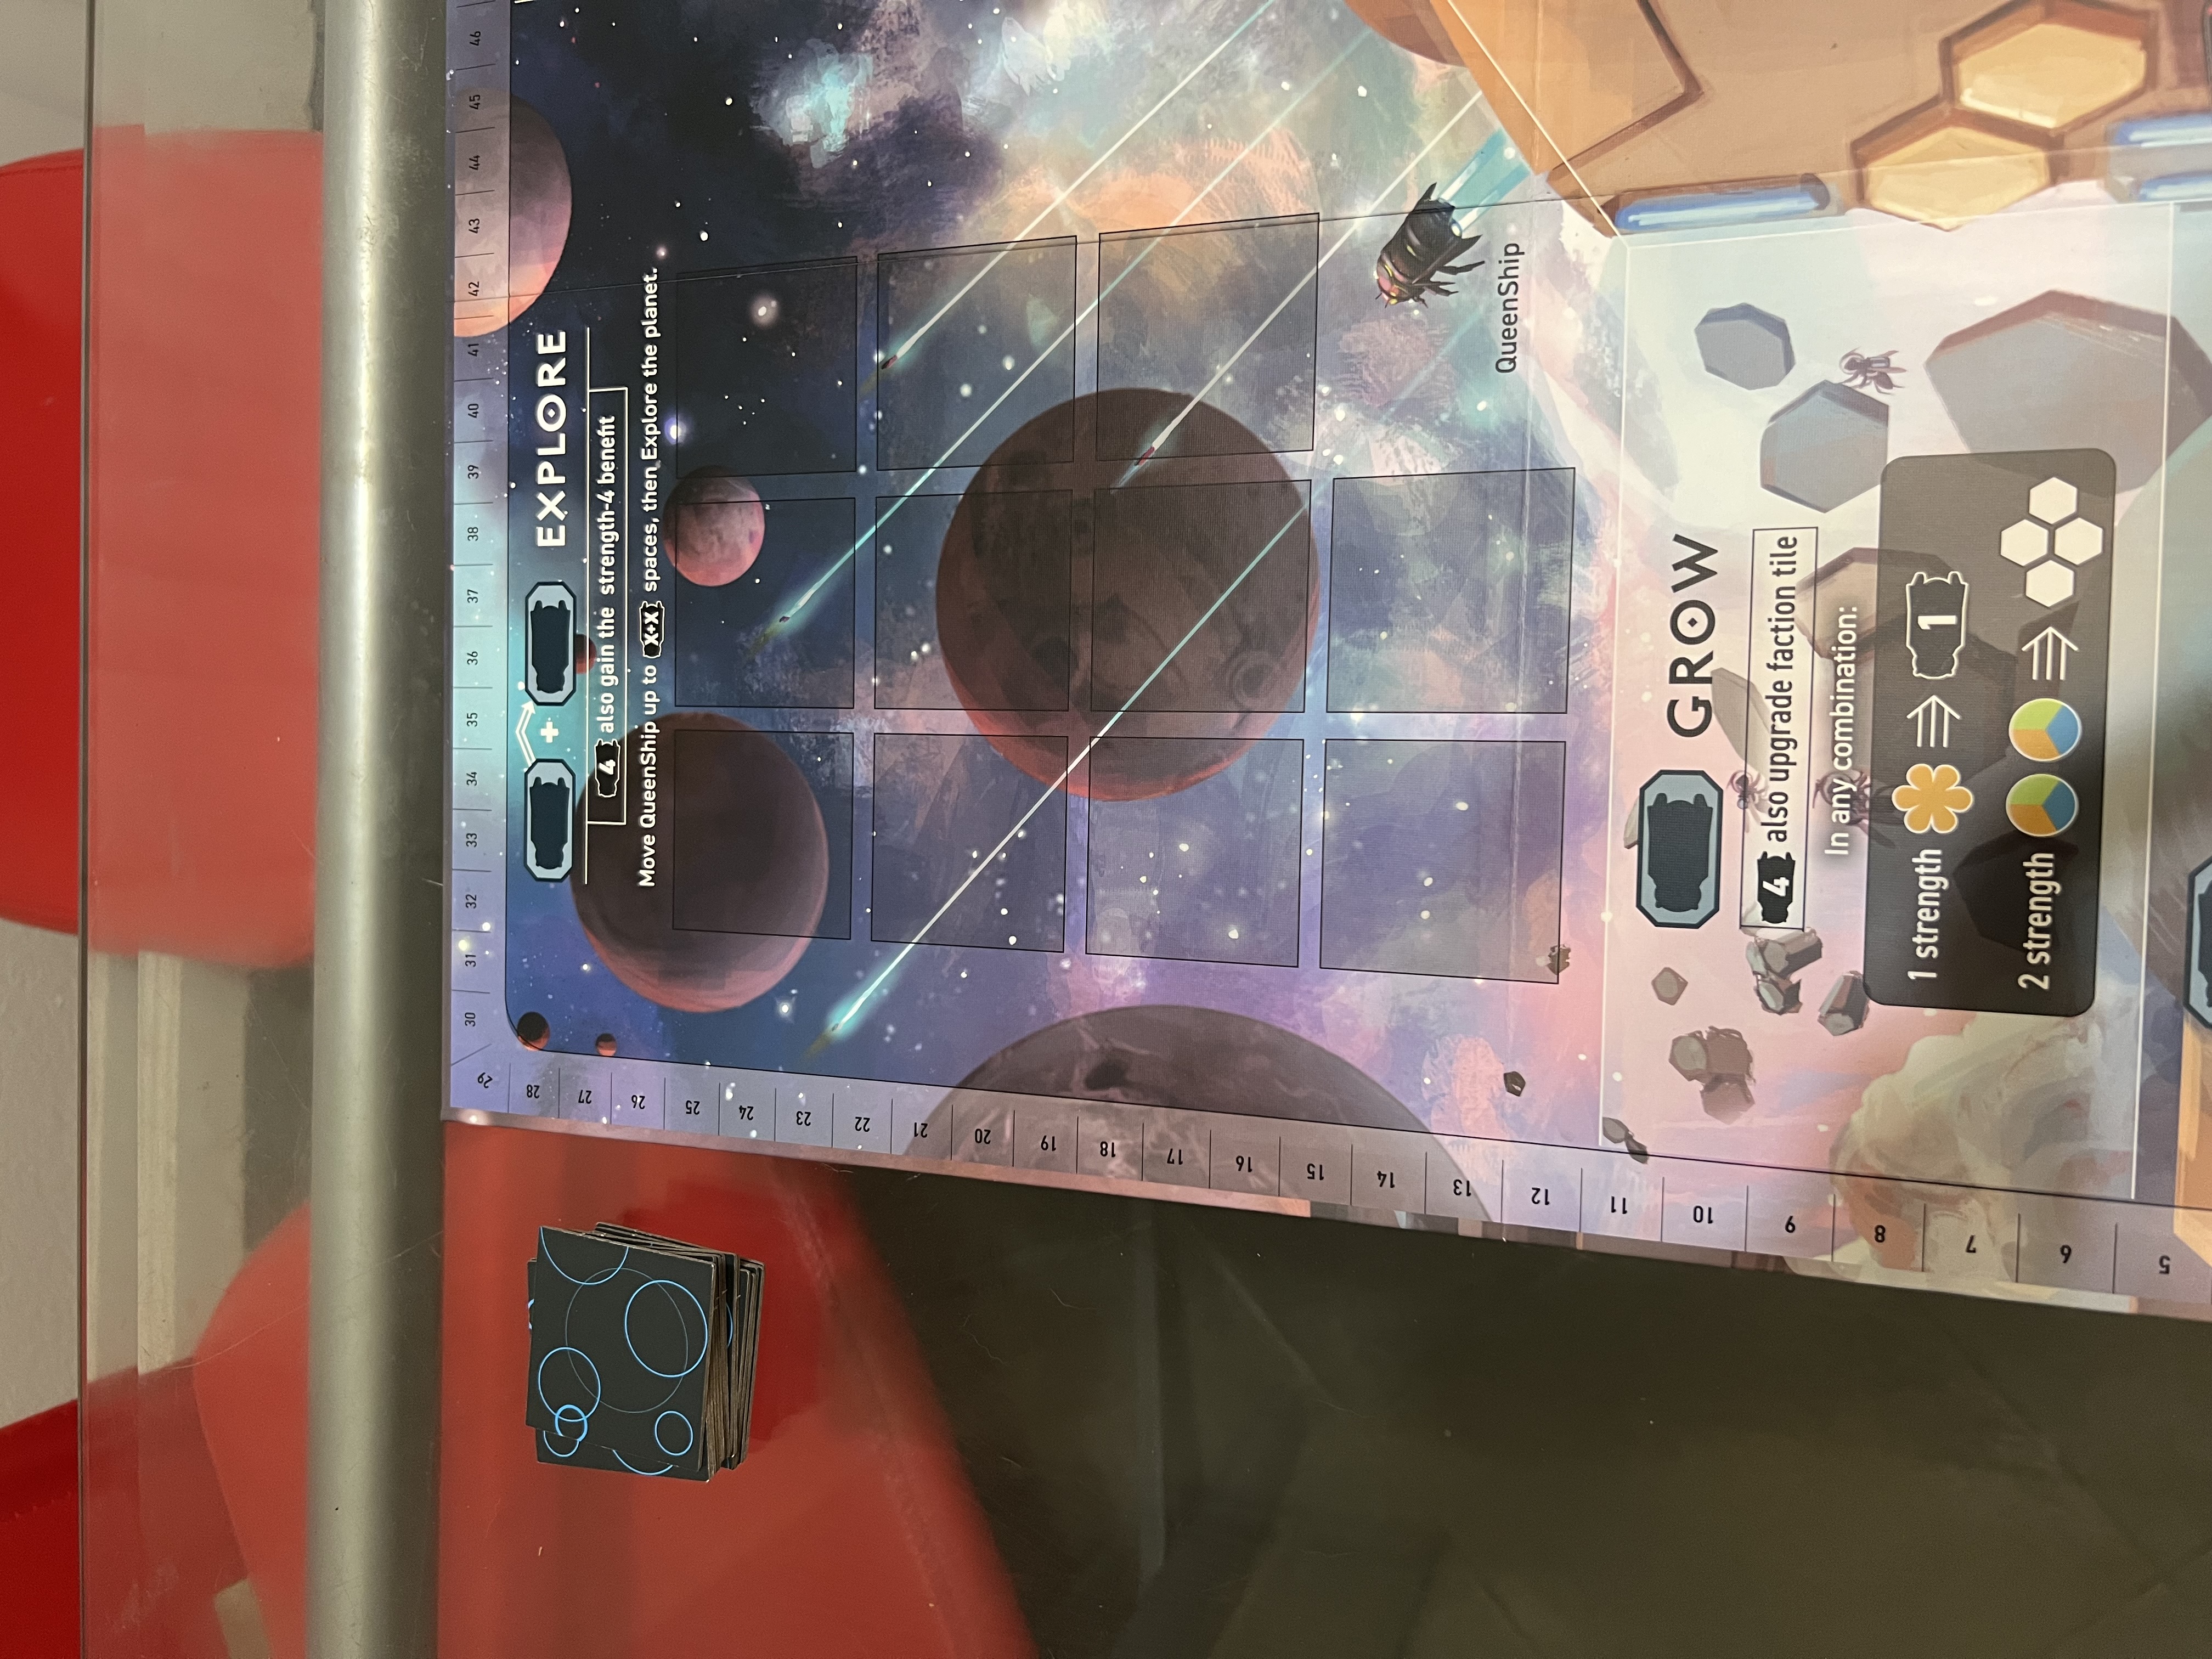 29 30 31 32 33 34 35 36 37 38 39 40 41 42 43 44 45 46
28
27
26
25
24
23
22
21
20
19
18
17
16
15
14
13
12
11
10
9
8
7
6
5
+ EXPLORE
4 also gain the strength-4 benefit
Move QueenShip up to X+X spaces, then Explore the planet.
QueenShip
GROW
4 also upgrade faction tile
In any combination:
1 strength 1
2 strength